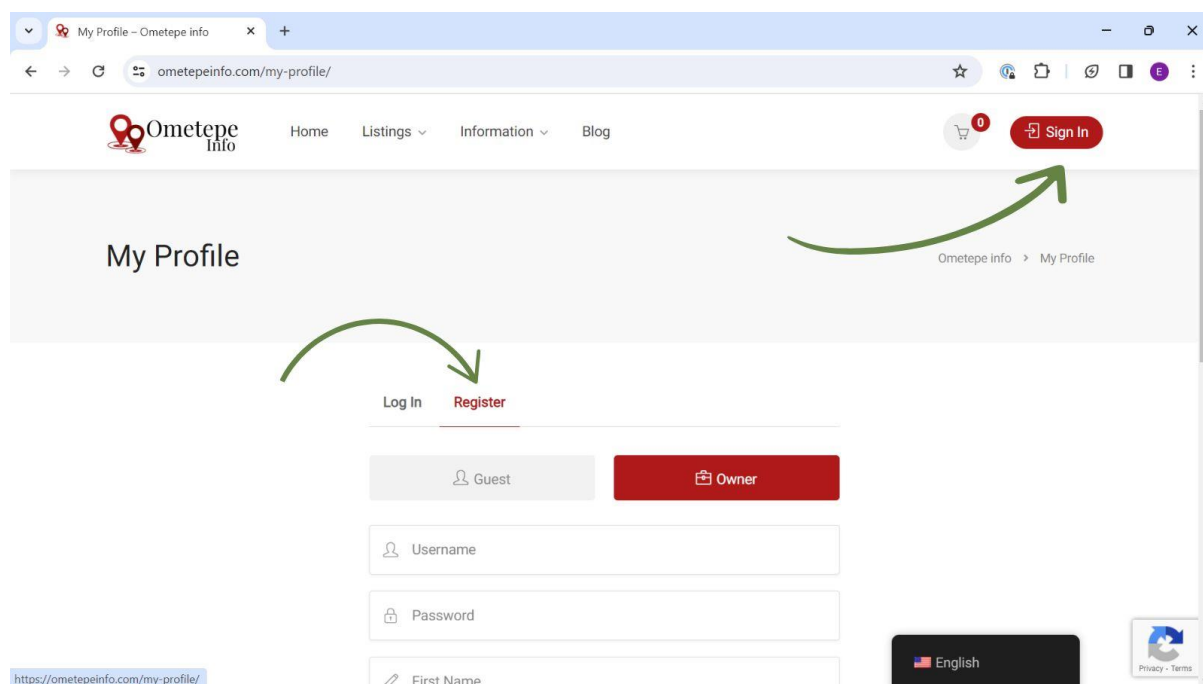 My Profile – Ometepe info
ometepeinfo.com/my-profile/
E
Ometepe
Info
Home Listings Information Blog
0
Sign In
My Profile
Ometepe info > My Profile
Log In Register
Guest Owner
Username
Password
First Name
English
Privacy - Terms
https://ometepeinfo.com/my-profile/